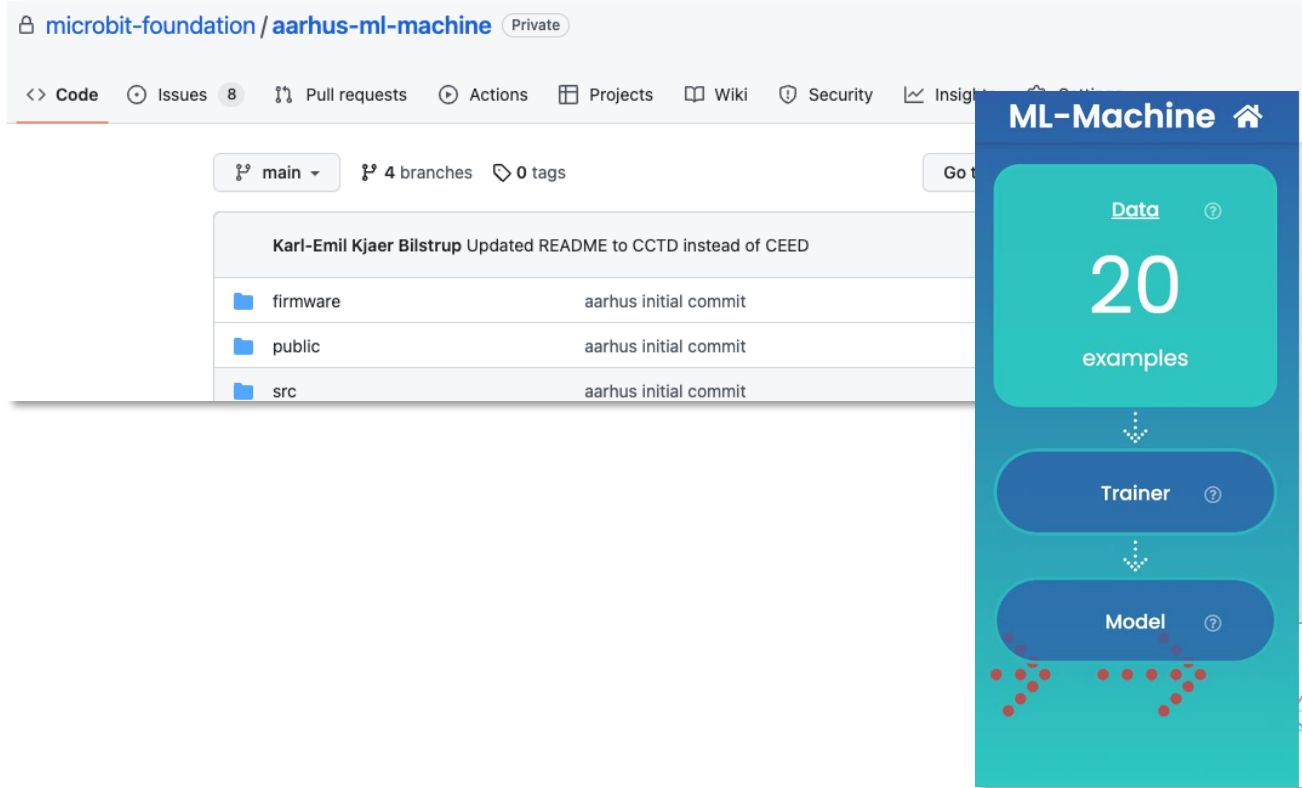 microbit-foundation / aarhus-ml-machine Private
Code Issues 8 Pull requests Actions Projects Wiki Security
main 4 branches 0 tags
Karl-Emil Kjaer Bilstrup Updated README to CCTD instead of CEED
firmware aarhus initial commit
public aarhus initial commit
src aarhus initial commit
ML-Machine
Data ?
20
examples
Trainer ?
Model ?